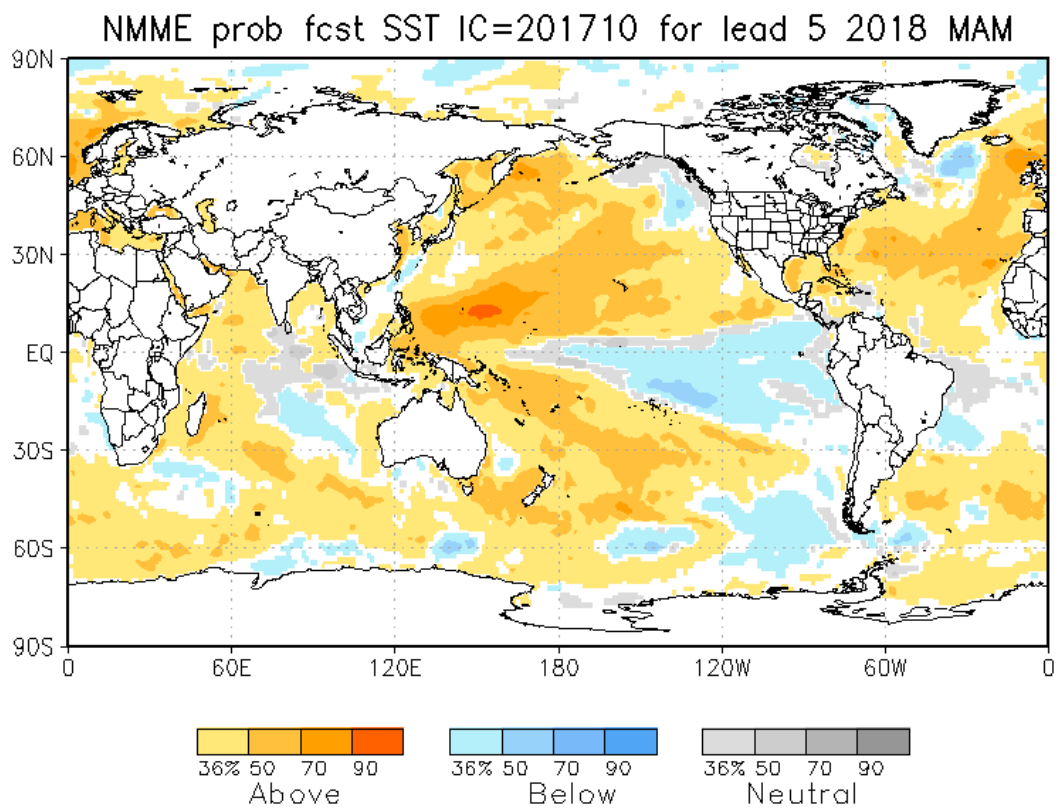 NMME prob fcst SST IC=201710 for lead 5 2018 MAM
90N
60N
30N
EQ
30S
60S
90S
0 60E 120E 180 120W 60W 0
36% 50 70 90 36% 50 70 90 36% 50 70 90
Above Below Neutral